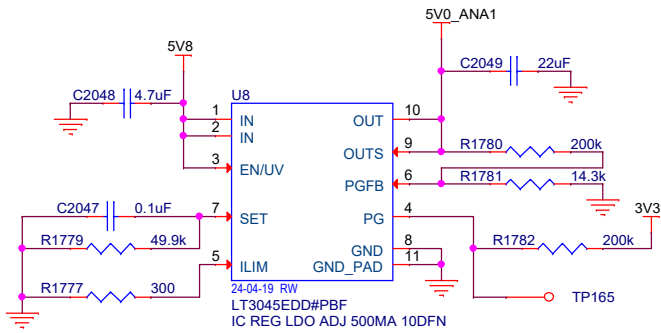 5V0_ANA1
5V8
C2049 22uF
C2048 4.7uF
U8
1 IN OUT 10
2 IN
OUTS 9 R1780 200k
3 EN/UV
PGFB 6 R1781 14.3k
C2047 0.1uF 7 SET PG 4
3V3
R1779 49.9k R1782 200k
GND 8
5 ILIM GND_PAD 11
R1777 300
24-04-19 RW
TP165
LT3045EDD#PBF
IC REG LDO ADJ 500MA 10DFN